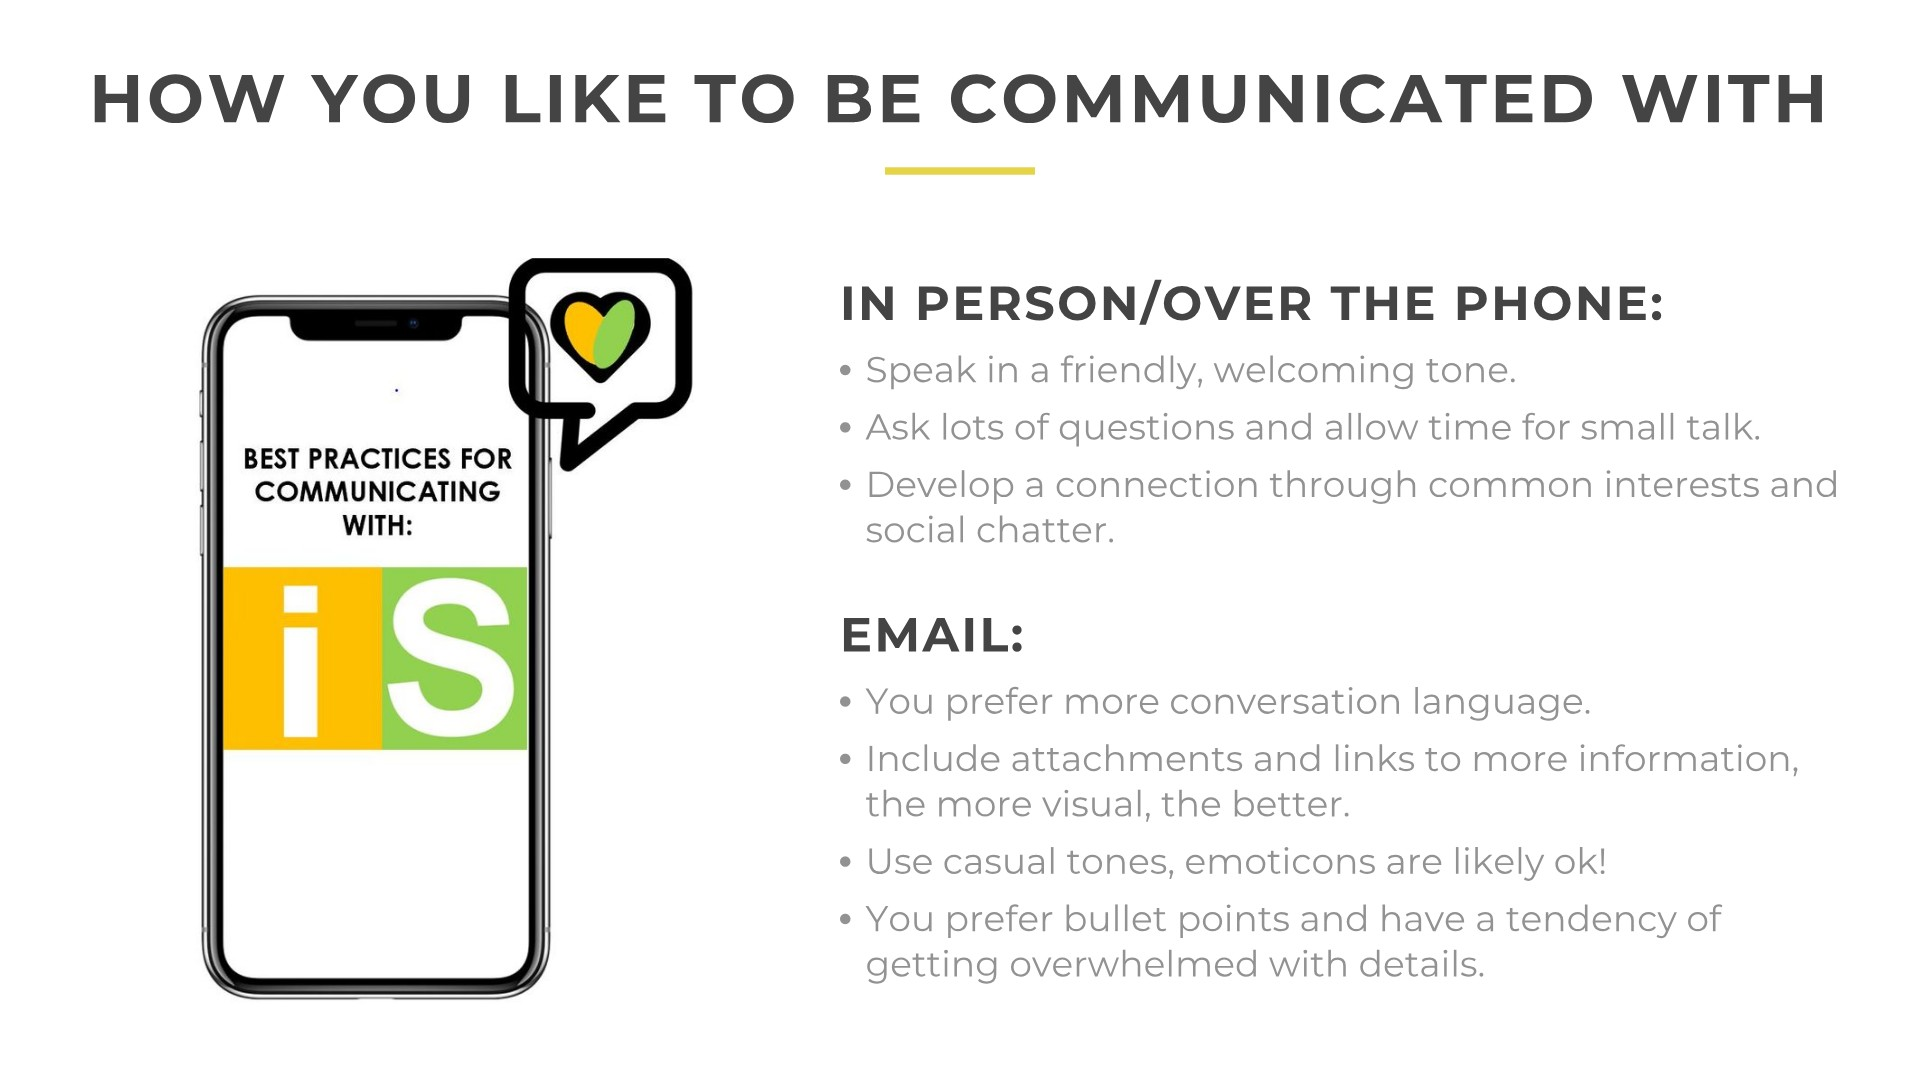 HOW YOU LIKE TO BE COMMUNICATED WITH
BEST PRACTICES FOR
COMMUNICATING
WITH:
iS
IN PERSON/OVER THE PHONE:
• Speak in a friendly, welcoming tone.
• Ask lots of questions and allow time for small talk.
• Develop a connection through common interests and
social chatter.
EMAIL:
• You prefer more conversation language.
• Include attachments and links to more information,
the more visual, the better.
• Use casual tones, emoticons are likely ok!
• You prefer bullet points and have a tendency of
getting overwhelmed with details.